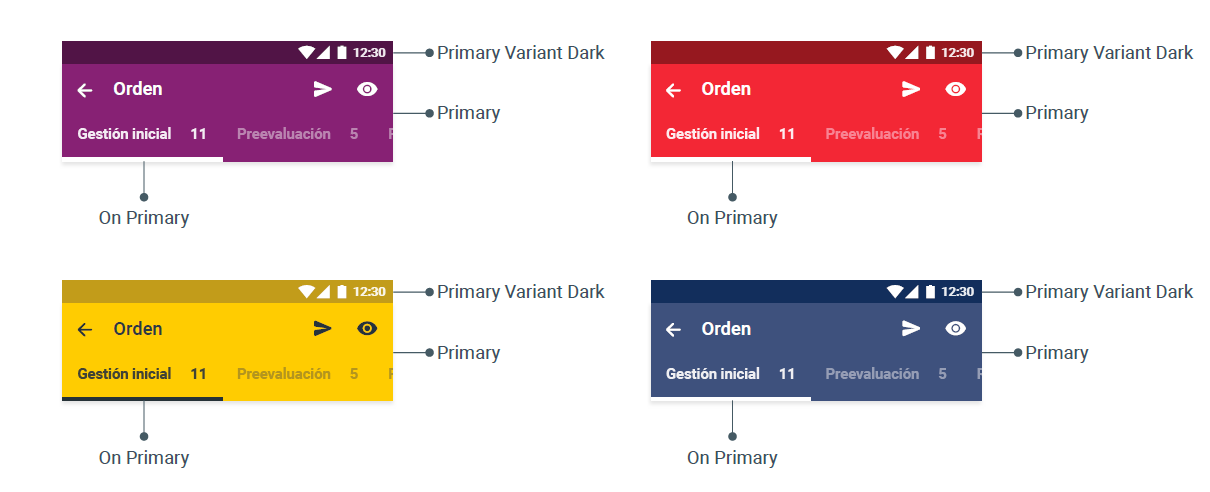 12:30 Primary Variant Dark
Orden
Primary
Gestión inicial 11 Preevaluación 5
On Primary
12:30 Primary Variant Dark
Orden
Primary
Gestión inicial 11 Preevaluación 5
On Primary
12:30 Primary Variant Dark
Orden
Primary
Gestión inicial 11 Preevaluación 5
On Primary
12:30 Primary Variant Dark
Orden
Primary
Gestión inicial 11 Preevaluación 5
On Primary